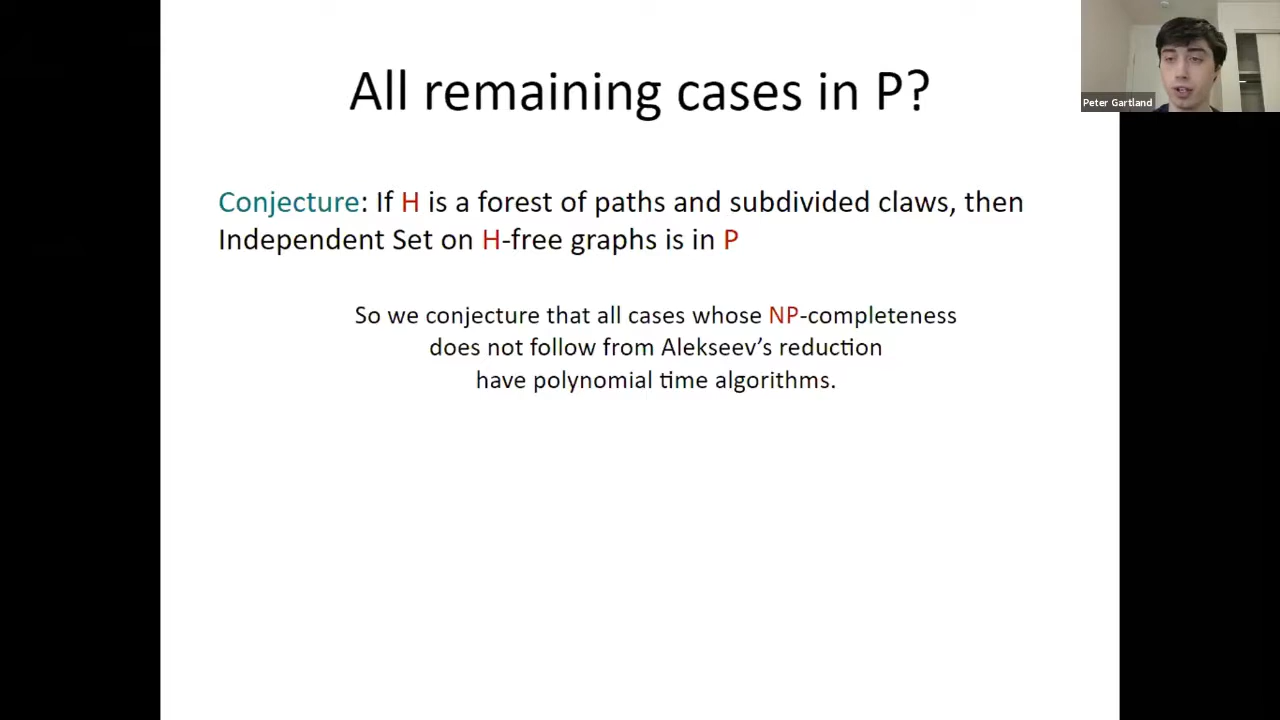 All remaining cases in P?
Peter Gartland
Conjecture: If H is a forest of paths and subdivided claws, then
Independent Set on H-free graphs is in P
So we conjecture that all cases whose NP-completeness
does not follow from Alekseev’s reduction
have polynomial time algorithms.